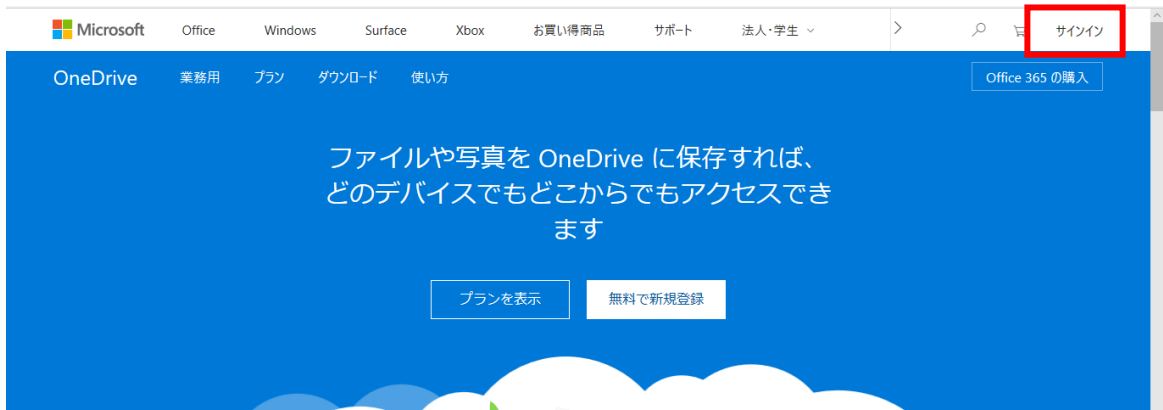 Microsoft Office Windows Surface Xbox お買い得商品 サポート 法人・学生 サインイン
OneDrive 業務用 プラン ダウンロード 使い方 Office 365 の購入
ファイルや写真を OneDrive に保存すれば、
どのデバイスでもどこからでもアクセスでき
ます
プランを表示 無料で新規登録